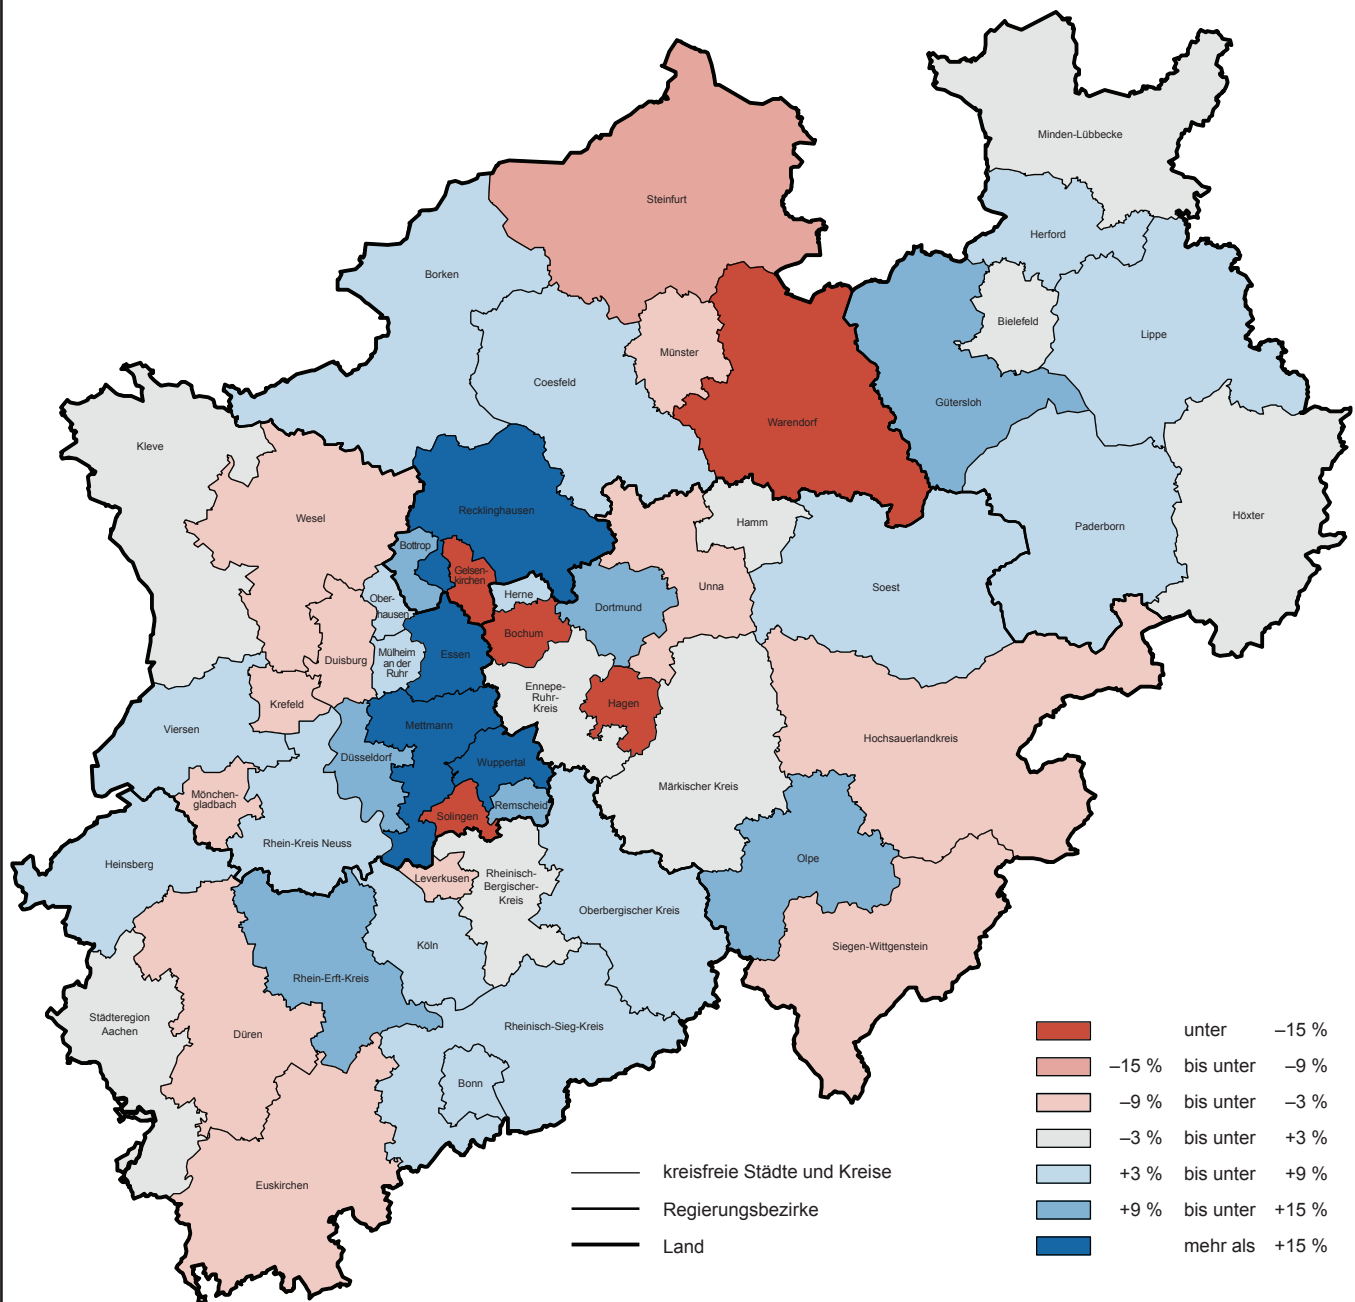 Minden-Lübbecke
Steinfurt
Herford
Borken
Bielefeld
Lippe
Münster
Coesfeld
Gütersloh
Warendorf
Kleve
Recklinghausen
Wesel
Hamm
Höxter
Paderborn
Bottrop
Gelsen-
kirchen
Unna
Soest
Herne
Ober-
hausen
Dortmund
Bochum
Essen
Mülheim
an der
Ruhr
Duisburg
Ennepe-
Ruhr-
Kreis
Hagen
Krefeld
Viersen
Mettmann
Hochsauerlandkreis
Düsseldorf
Wuppertal
Märkischer Kreis
Mönchen-
gladbach
Remscheid
Solingen
Rhein-Kreis Neuss
Olpe
Heinsberg
Leverkusen
Rheinisch-
Bergischer-
Kreis
Oberbergischer Kreis
Köln
Siegen-Wittgenstein
Rhein-Erft-Kreis
Städteregion
Aachen
Düren
Rheinisch-Sieg-Kreis
Bonn
Euskirchen
kreisfreie Städte und Kreise
Regierungsbezirke
Land
unter –15 %
–15 % bis unter –9 %
–9 % bis unter –3 %
–3 % bis unter +3 %
+3 % bis unter +9 %
+9 % bis unter +15 %
mehr als +15 %